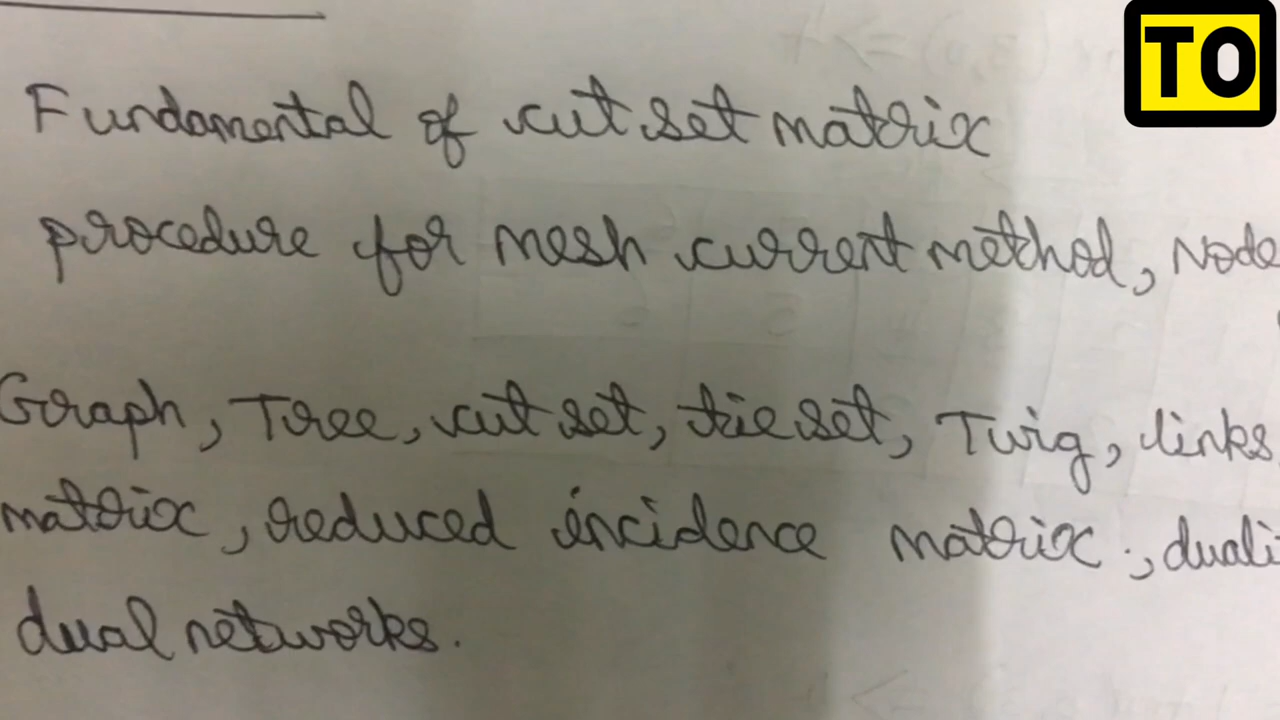 TO
Fundamental of cut set matrix
procedure for mesh current method, Node
Graph, Tree, cut set, tie set, Twig, links
matrix, reduced incidence matrix., duali
dual networks.